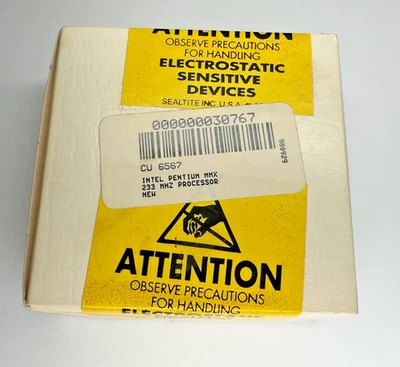 ATTENTION
OBSERVE PRECAUTIONS
FOR HANDLING
ELECTROSTATIC
SENSITIVE
DEVICES
SEALTITE INC. U.S.A.
000000030767
CU 6567
INTEL PENTIUM MMX
233 MHZ PROCESSOR
NEW
980929
ATTENTION
OBSERVE PRECAUTIONS
FOR HANDLING